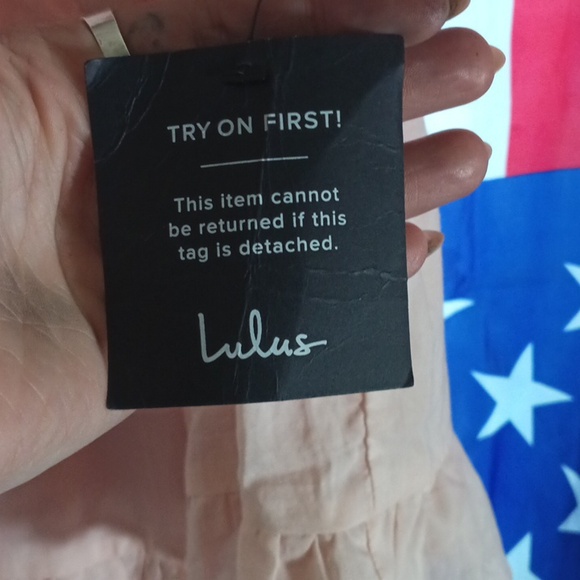 TRY ON FIRST!
This item cannot
be returned if this
tag is detached.
Lulus